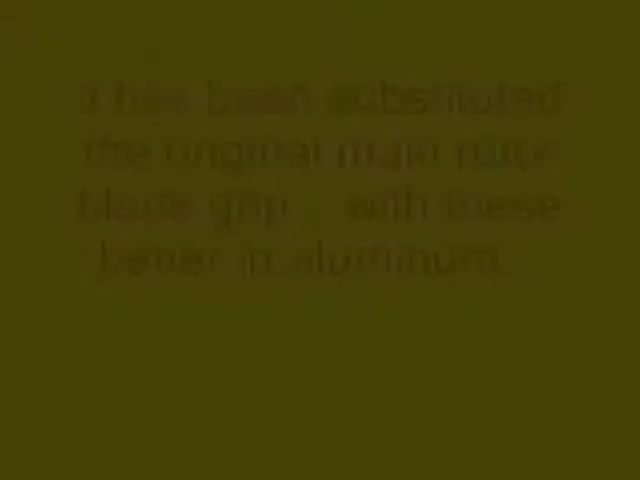 has been substituted
the original main rotor
blade grip with these
better in aluminum.